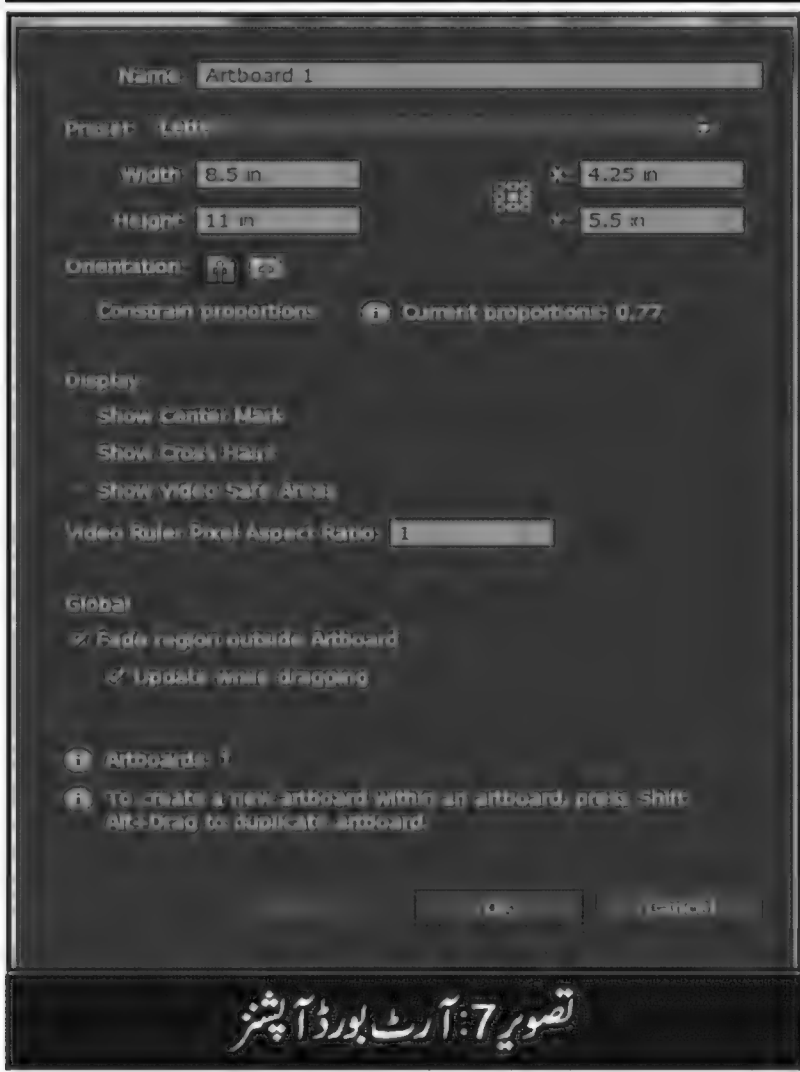 Name: Artboard 1
Preset: Letter
Width: 8.5 in
X: 4.25 in
Height: 11 in
5.5 in
Orientation:
Constrain proportions
Current proportions: 0.77
Display
Show Center Mark
Show Cross Hairs
Show Video Safe Areas
Video Ruler Pixel Aspect Ratio: 1
Global
Fade region outside Artboard
Update while dragging
Artboards: 1
To create a new artboard within an artboard, press Shift.
Alt+Drag to duplicate artboard.
تصویر 7: آرٹ بورڈ آپشنز